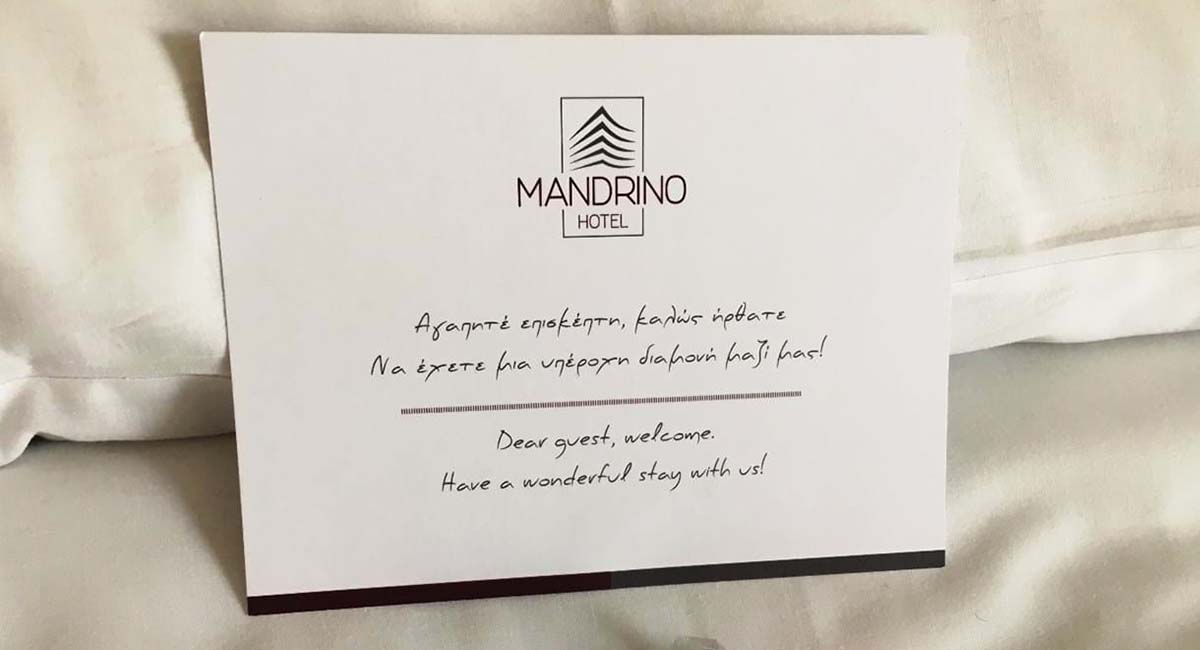 MANDRINO
HOTEL
Αγαπητέ επισκέπτη, καλώς ήρθατε
Να έχετε μια υπέροχη διαμονή μαζί μας!
Dear guest, welcome.
Have a wonderful stay with us!